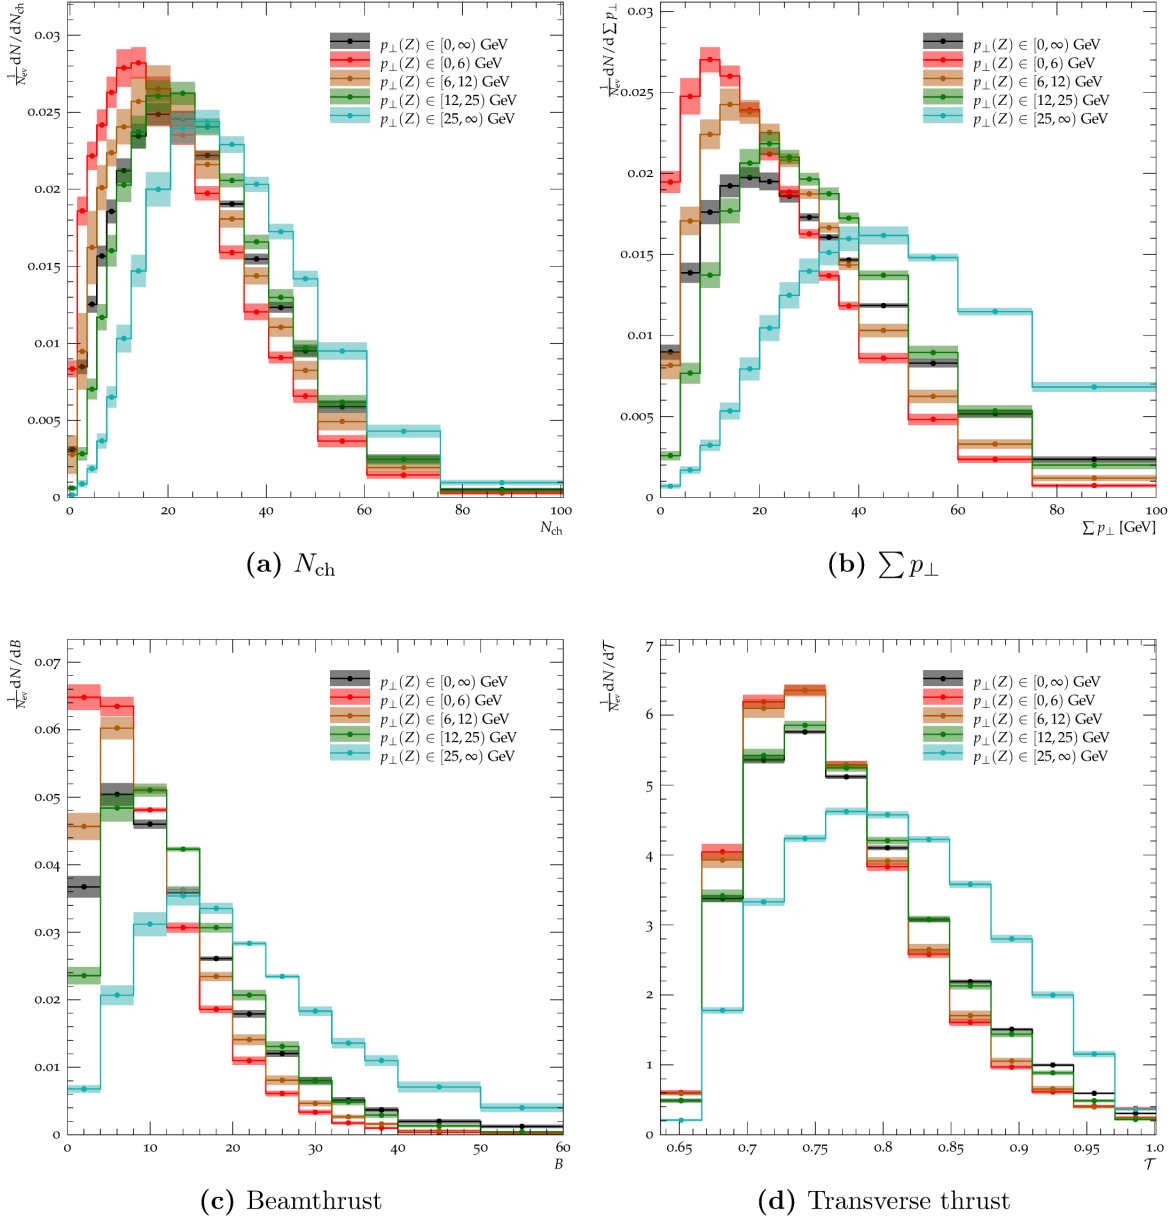 1/N_ev dN/dN_ch
0.03
0.025
0.02
0.015
0.01
0.005
0
p⊥(Z) ∈ [0, ∞) GeV
p⊥(Z) ∈ [0, 6) GeV
p⊥(Z) ∈ [6, 12) GeV
p⊥(Z) ∈ [12, 25) GeV
p⊥(Z) ∈ [25, ∞) GeV
0 20 40 60 80 100
N_ch
(a) N_ch
1/N_ev dN/d∑p⊥
0.03
0.025
0.02
0.015
0.01
0.005
0
p⊥(Z) ∈ [0, ∞) GeV
p⊥(Z) ∈ [0, 6) GeV
p⊥(Z) ∈ [6, 12) GeV
p⊥(Z) ∈ [12, 25) GeV
p⊥(Z) ∈ [25, ∞) GeV
0 20 40 60 80 100
∑ p⊥ [GeV]
(b) ∑ p⊥
1/N_ev dN/dB
0.07
0.06
0.05
0.04
0.03
0.02
0.01
0
p⊥(Z) ∈ [0, ∞) GeV
p⊥(Z) ∈ [0, 6) GeV
p⊥(Z) ∈ [6, 12) GeV
p⊥(Z) ∈ [12, 25) GeV
p⊥(Z) ∈ [25, ∞) GeV
0 10 20 30 40 50 60
B
(c) Beamthrust
1/N_ev dN/dT
7
6
5
4
3
2
1
0
p⊥(Z) ∈ [0, ∞) GeV
p⊥(Z) ∈ [0, 6) GeV
p⊥(Z) ∈ [6, 12) GeV
p⊥(Z) ∈ [12, 25) GeV
p⊥(Z) ∈ [25, ∞) GeV
0.65 0.7 0.75 0.8 0.85 0.9 0.95 1.0
T
(d) Transverse thrust